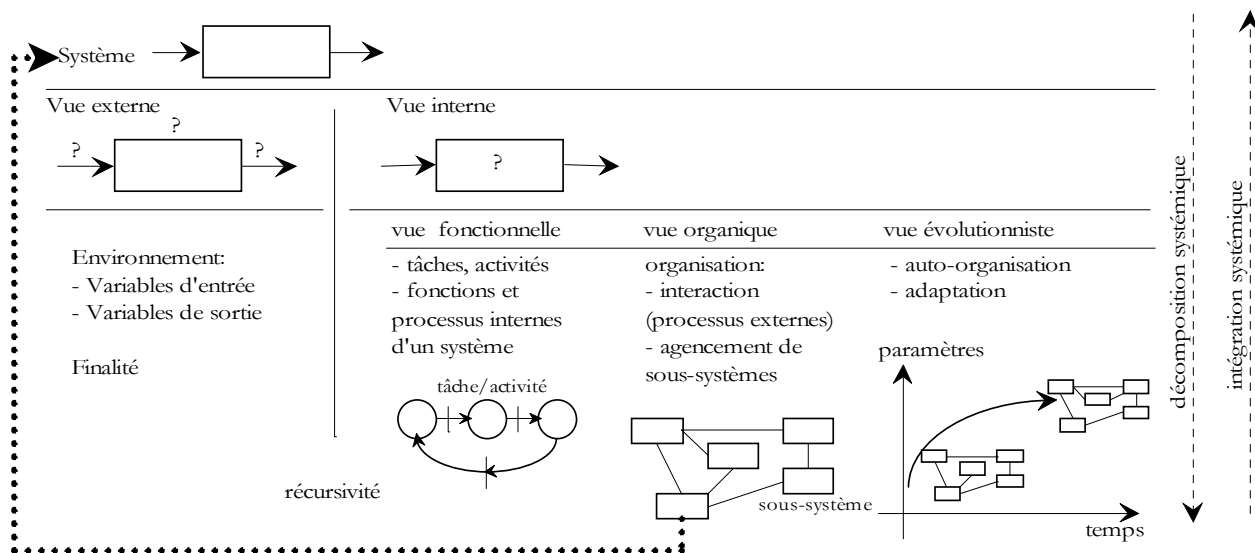 Système
Vue externe
?
?
?
Vue interne
?
Environnement:
- Variables d'entrée
- Variables de sortie
Finalité
vue fonctionnelle
- tâches, activités
- fonctions et
processus internes
d'un système
tâche/activité
vue organique
organisation:
- interaction
(processus externes)
- agencement de
sous-systèmes
sous-système
vue évolutionniste
- auto-organisation
- adaptation
paramètres
temps
récursivité
décomposition systémique
intégration systémique